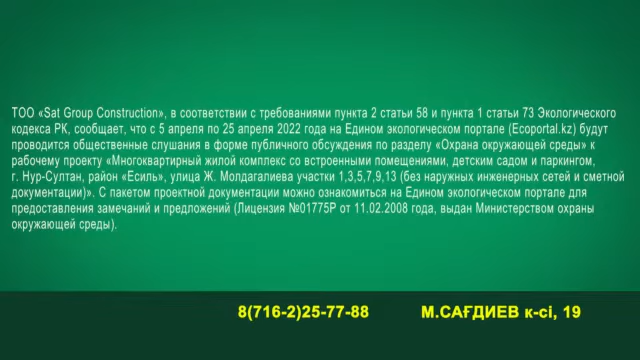 ТОО «Sat Group Construction», в соответствии с требованиями пункта 2 статьи 58 и пункта 1 статьи 73 Экологического
кодекса РК, сообщает, что с 5 апреля по 25 апреля 2022 года на Едином экологическом портале (Ecoportal.kz) будут
проводится общественные слушания в форме публичного обсуждения по разделу «Охрана окружающей среды» к
рабочему проекту «Многоквартирный жилой комплекс со встроенными помещениями, детским садом и паркингом,
г. Нур-Султан, район «Есиль», улица Ж. Молдагалиева участки 1,3,5,7,9,13 (без наружных инженерных сетей и сметной
документации)». С пакетом проектной документации можно ознакомиться на Едином экологическом портале для
предоставления замечаний и предложений (Лицензия №01775Р от 11.02.2008 года, выдан Министерством охраны
окружающей среды).
8(716-2)25-77-88 М.САҒДИЕВ к-сі, 19